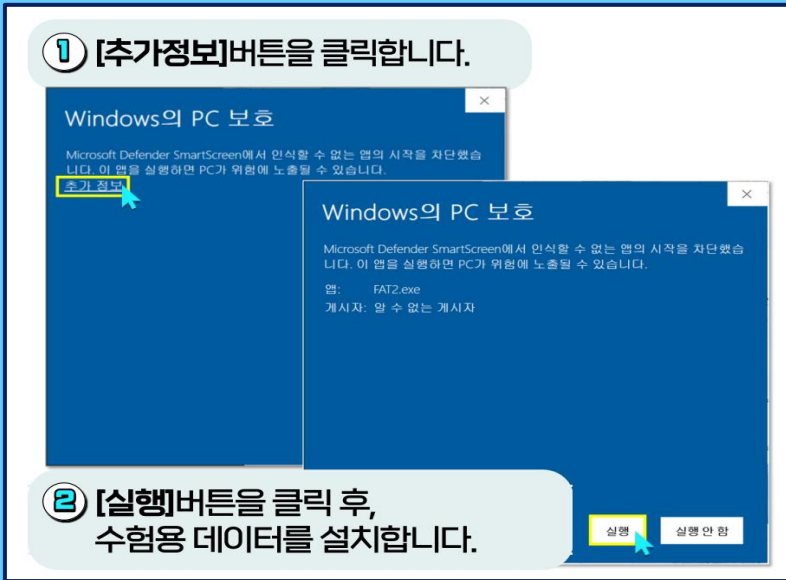 1 [추가정보]버튼을 클릭합니다.
Windows의 PC 보호
Microsoft Defender SmartScreen에서 인식할 수 없는 앱의 시작을 차단했습
니다. 이 앱을 실행하면 PC가 위험에 노출될 수 있습니다.
추가 정보
Windows의 PC 보호
Microsoft Defender SmartScreen에서 인식할 수 없는 앱의 시작을 차단했습
니다. 이 앱을 실행하면 PC가 위험에 노출될 수 있습니다.
앱: FAT2.exe
게시자: 알 수 없는 게시자
2 [실행]버튼을 클릭 후,
수험용 데이터를 설치합니다.
실행 실행 안 함